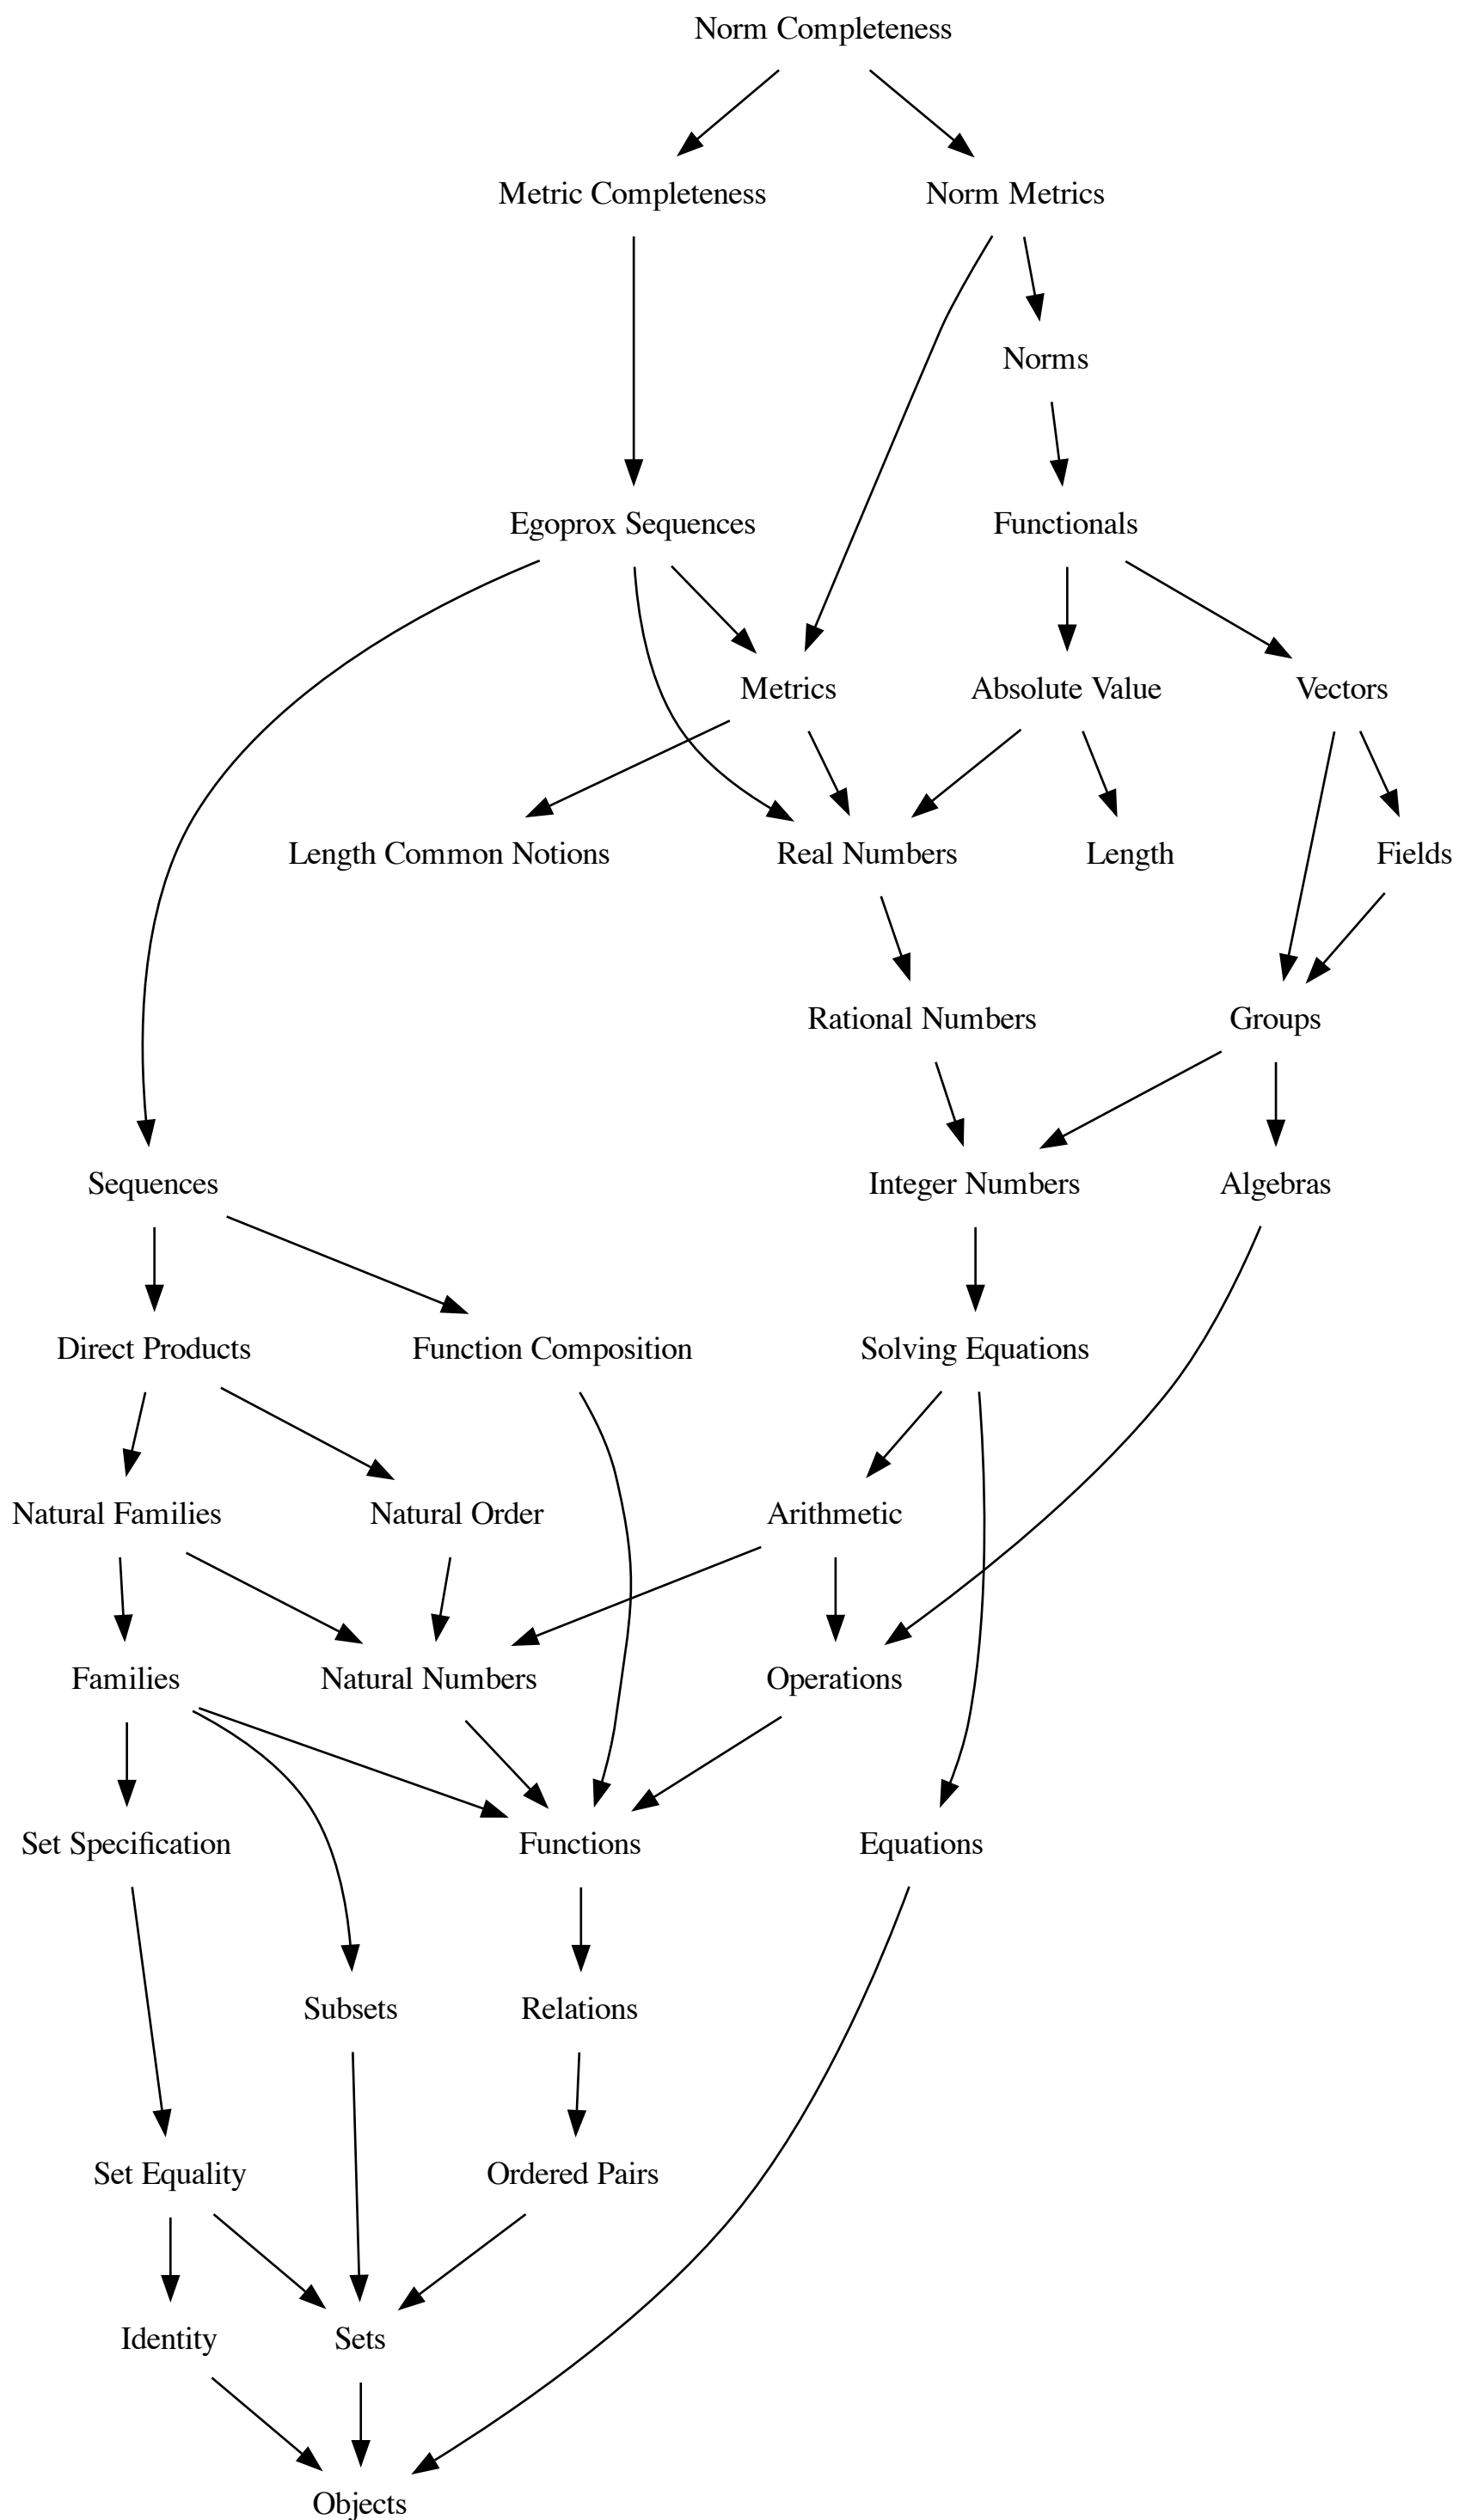 Norm Completeness
Metric Completeness
Norm Metrics
Norms
Egoprox Sequences
Functionals
Metrics
Absolute Value
Vectors
Length Common Notions
Real Numbers
Length
Fields
Rational Numbers
Groups
Sequences
Integer Numbers
Algebras
Direct Products
Function Composition
Solving Equations
Natural Families
Natural Order
Arithmetic
Families
Natural Numbers
Operations
Set Specification
Functions
Equations
Subsets
Relations
Set Equality
Ordered Pairs
Identity
Sets
Objects